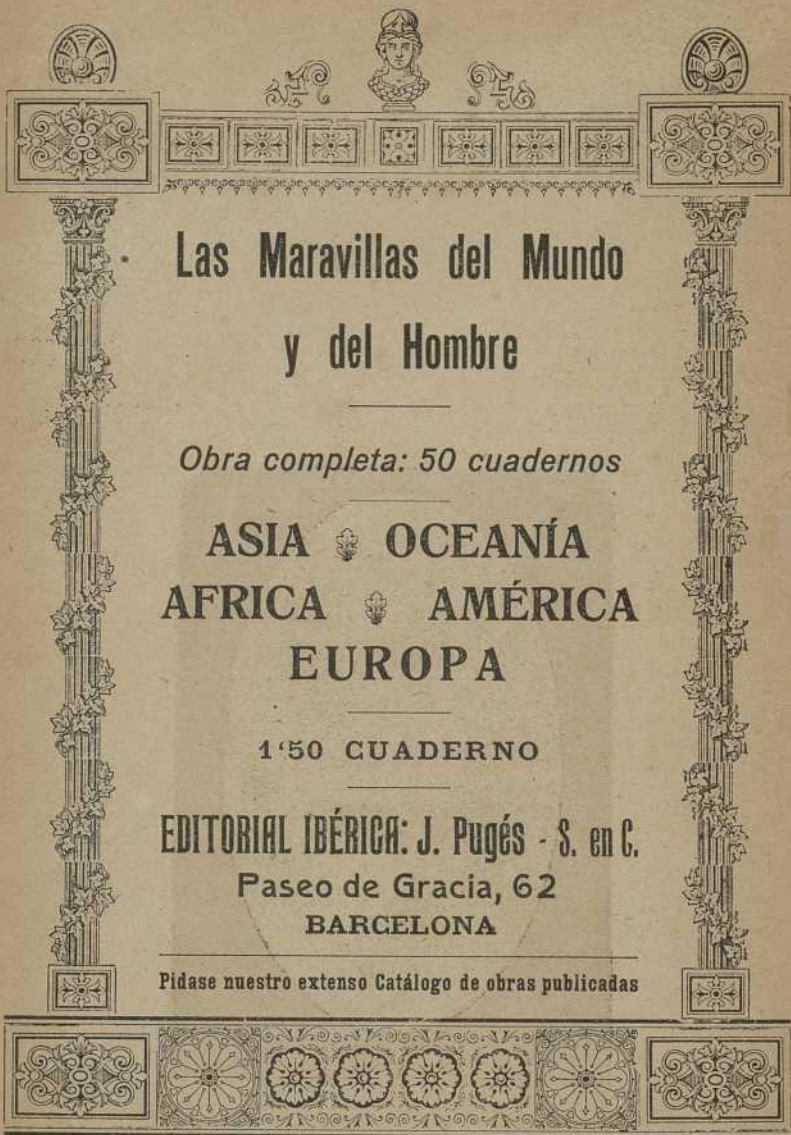 Las Maravillas del Mundo
y del Hombre
Obra completa: 50 cuadernos
ASIA OCEANÍA
AFRICA AMÉRICA
EUROPA
1'50 CUADERNO
EDITORIAL IBÉRICA: J. Pugés - S. en C.
Paseo de Gracia, 62
BARCELONA
Pidase nuestro extenso Catálogo de obras publicadas